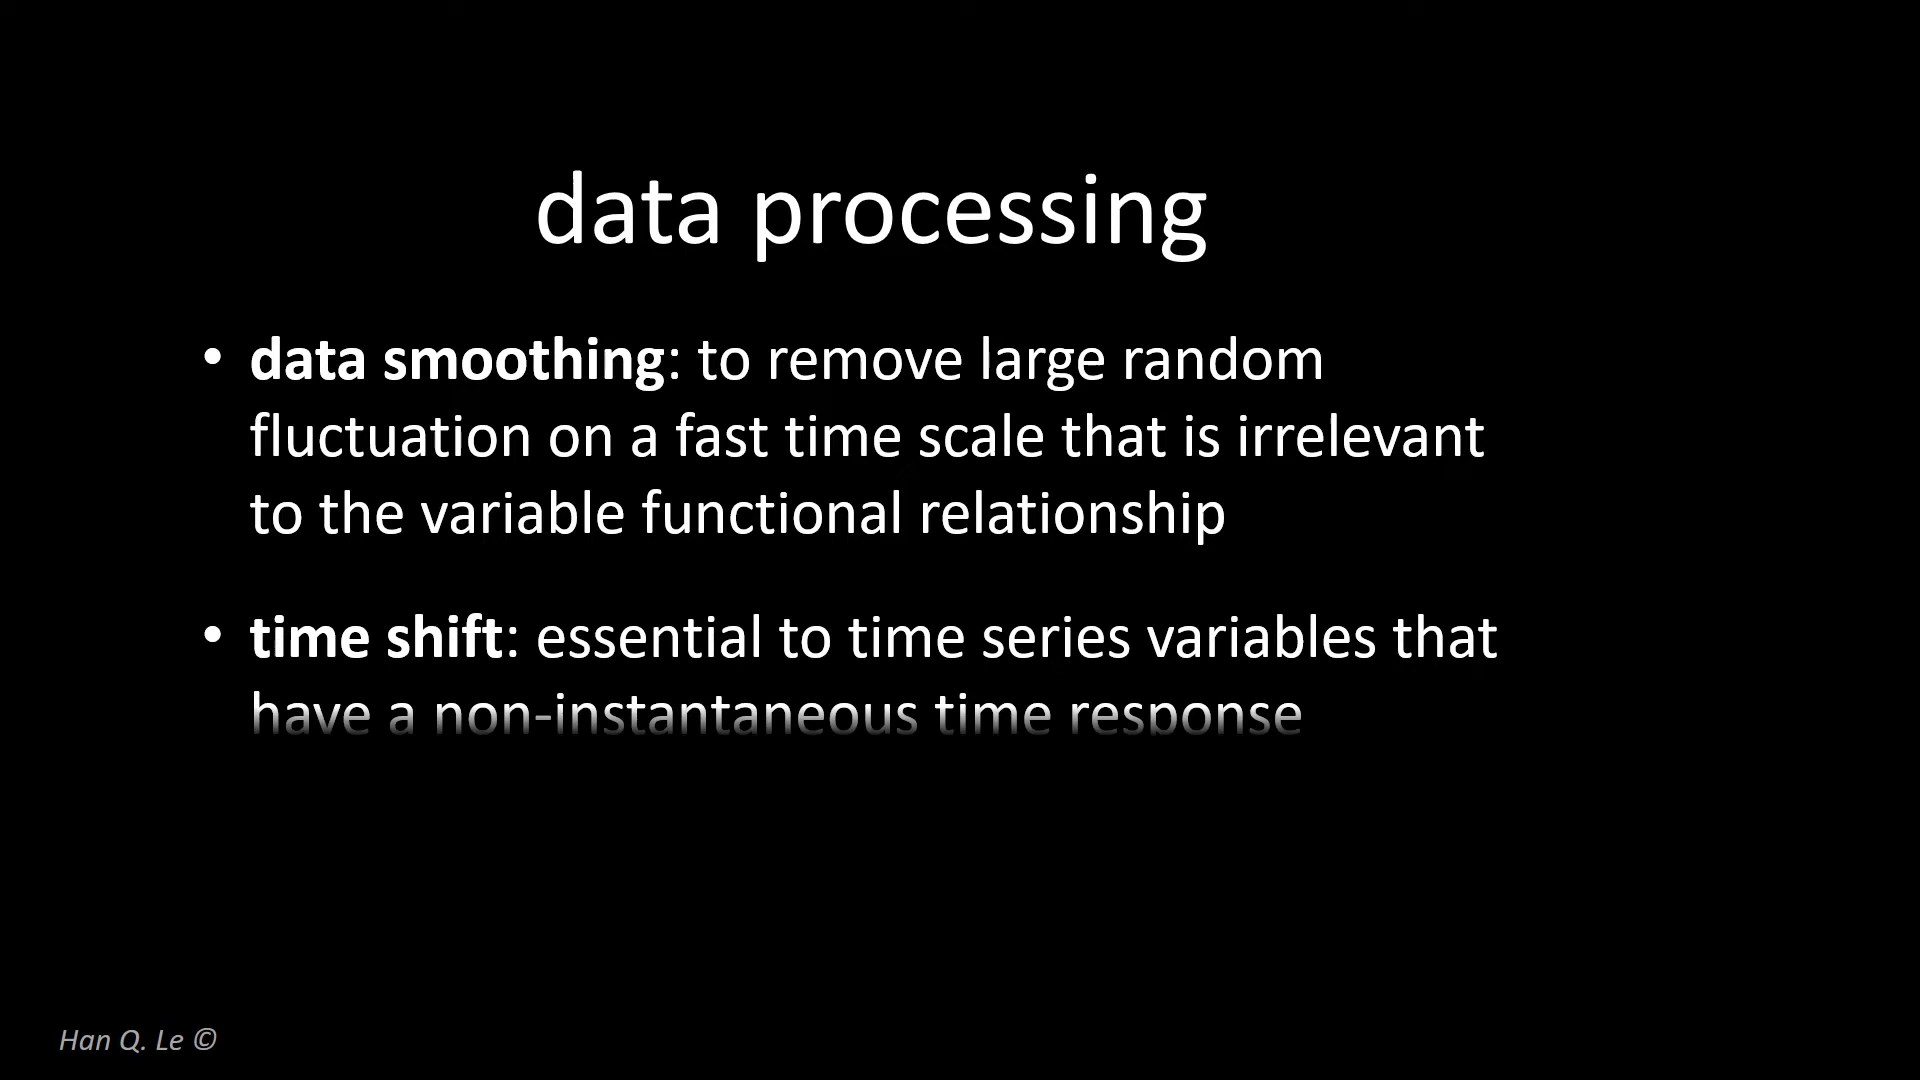 data processing
• data smoothing: to remove large random
fluctuation on a fast time scale that is irrelevant
to the variable functional relationship
• time shift: essential to time series variables that
have a non-instantaneous time response
Han Q. Le ©